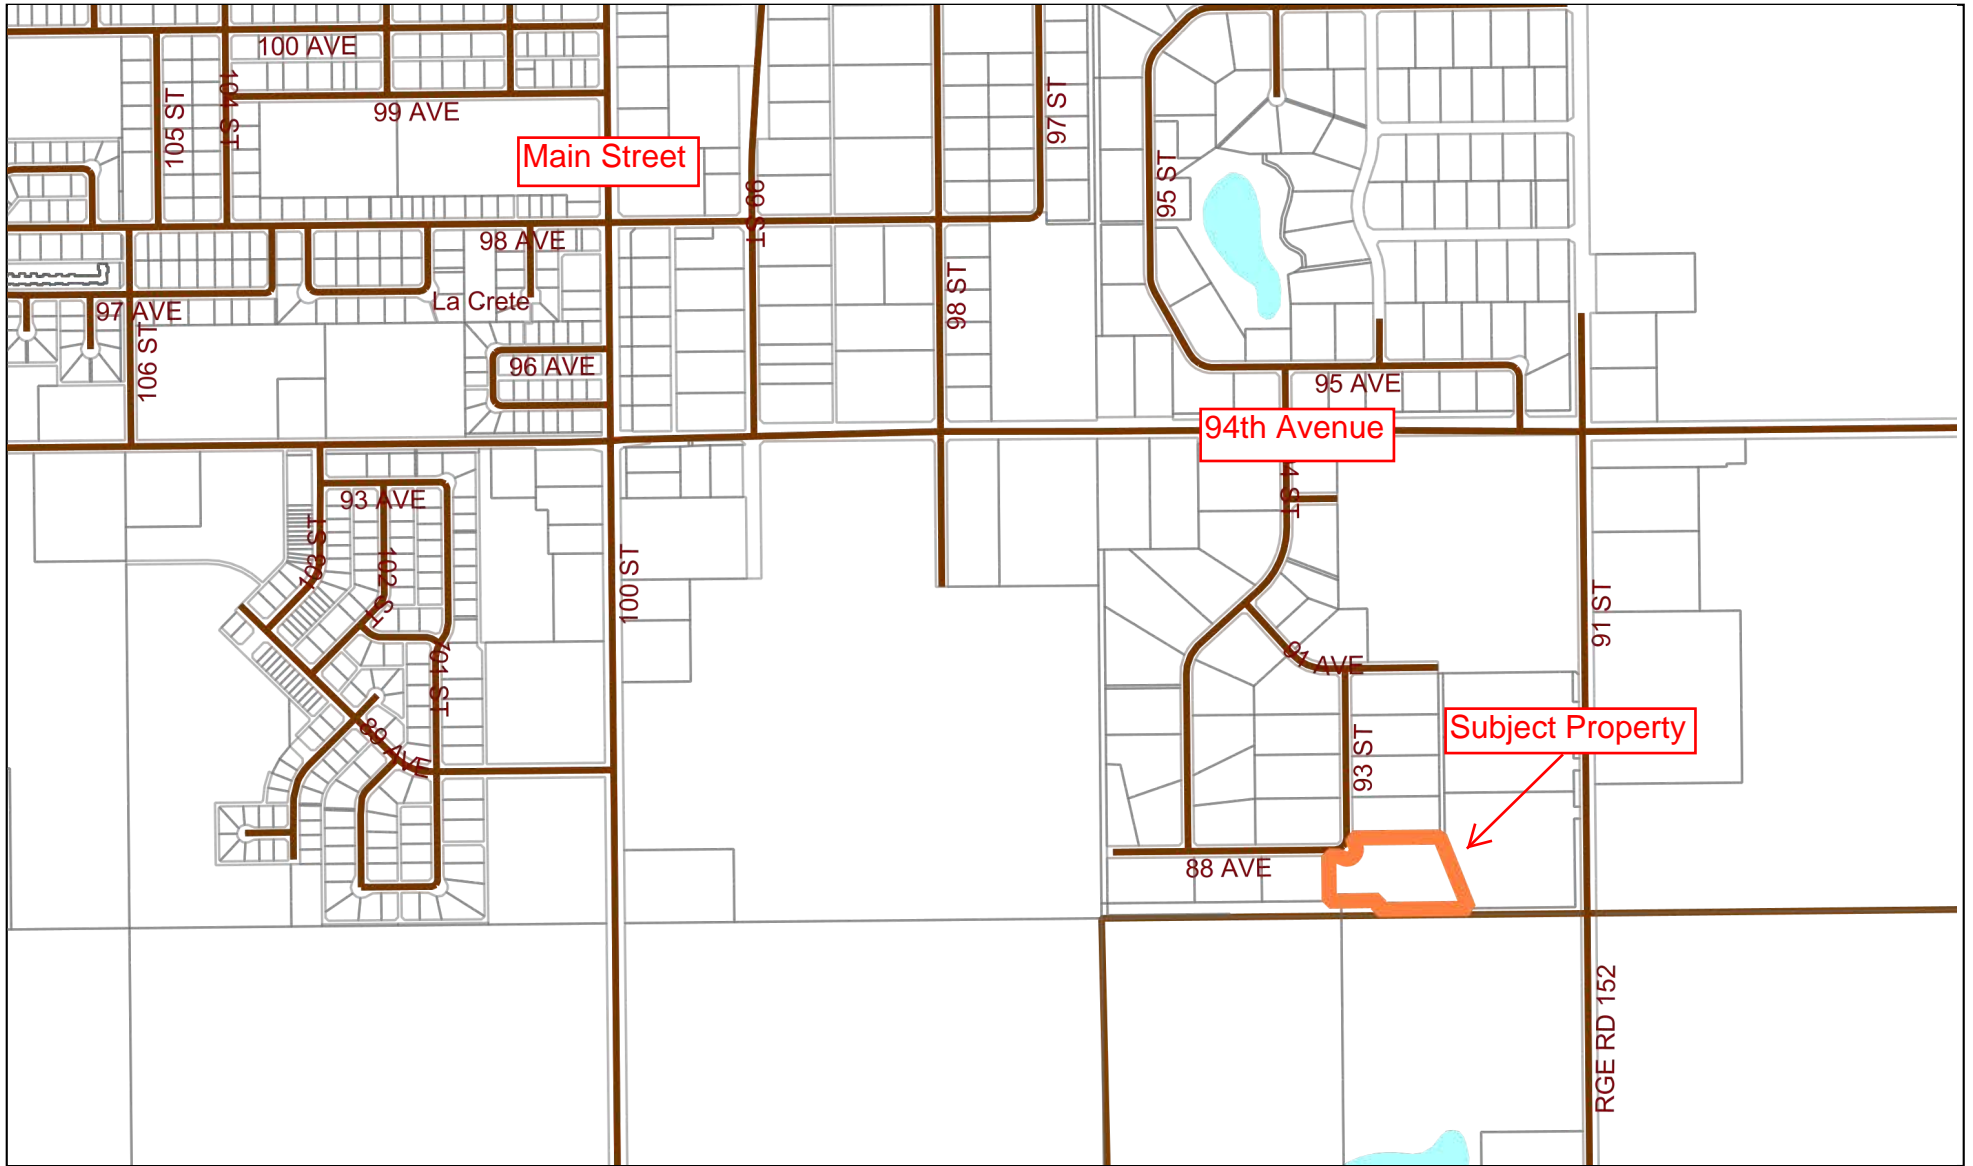 100 AVE
105 ST
104 ST
99 AVE
97 ST
Main Street
95 ST
99 ST
98 AVE
98 ST
La Crete
97 AVE
106 ST
96 AVE
95 AVE
94th Avenue
4 ST
93 AVE
103 ST
102 ST
100 ST
91 ST
91 AVE
101 ST
Subject Property
89 AVE
93 ST
88 AVE
RGE RD 152